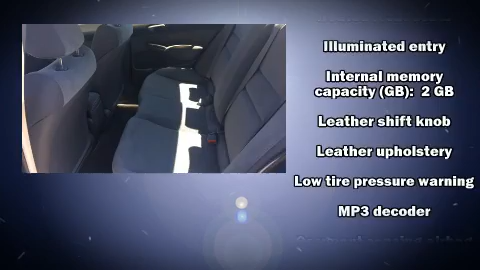 Illuminated entry
Internal memory
capacity (GB): 2 GB
Leather shift knob
Leather upholstery
Low tire pressure warning
MP3 decoder